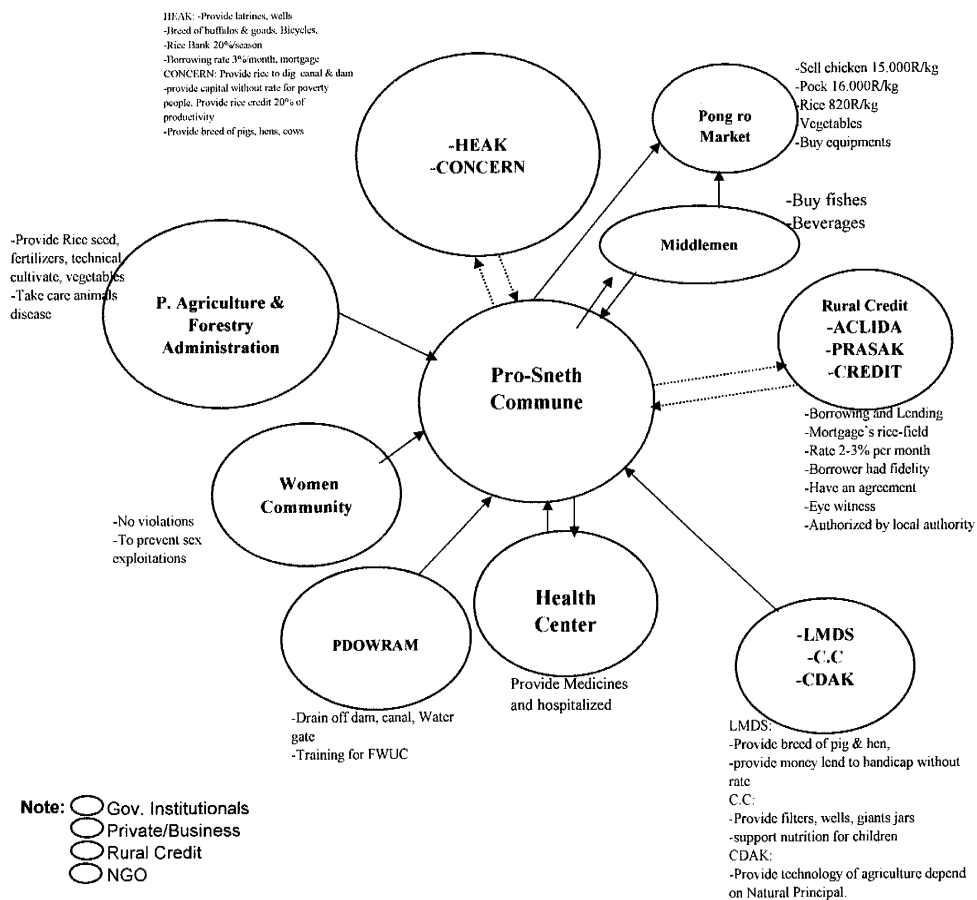 HEAK: -Provide latrines, wells
-Breed of buffalos & goads, Bicycles,
-Rice Bank 20%/season
-Borrowing rate 3%/month, mortgage
CONCERN: Provide rice to dig canal & dam
-provide capital without rate for poverty
people. Provide rice credit 20% of
productivity
-Provide breed of pigs, hens, cows
-HEAK
-CONCERN
Pong ro
Market
-Sell chicken 15.000R/kg
-Pock 16.000R/kg
-Rice 820R/kg
-Vegetables
-Buy equipments
-Buy fishes
-Beverages
Middlemen
-Provide Rice seed,
fertilizers, technical
cultivate, vegetables
-Take care animals
disease
P. Agriculture &
Forestry
Administration
Pro-Sneth
Commune
Rural Credit
-ACLIDA
-PRASAK
-CREDIT
-Borrowing and Lending
-Mortgage's rice-field
-Rate 2-3% per month
-Borrower had fidelity
-Have an agreement
-Eye witness
-Authorized by local authority
Women
Community
-No violations
-To prevent sex
exploitations
PDOWRAM
-Drain off dam, canal, Water
gate
-Training for FWUC
Health
Center
Provide Medicines
and hospitalized
-LMDS
-C.C
-CDAK
LMDS:
-Provide breed of pig & hen,
-provide money lend to handicap without
rate
C.C:
-Provide filters, wells, giants jars
-support nutrition for children
CDAK:
-Provide technology of agriculture depend
on Natural Principal.
Note: Gov. Institutionals
Private/Business
Rural Credit
NGO